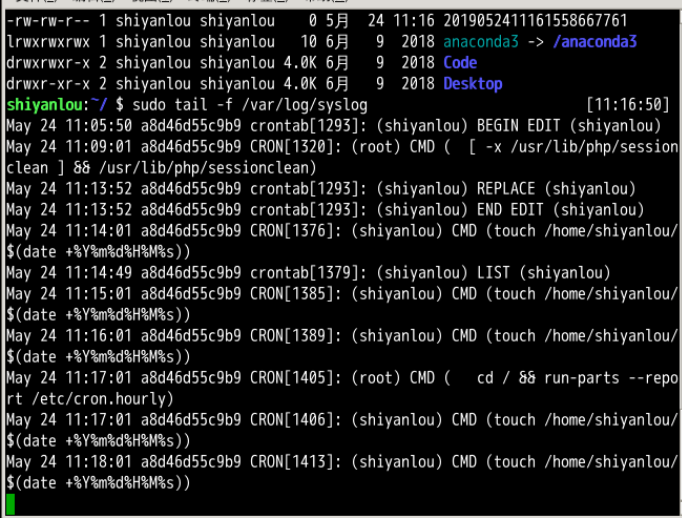 -rw-rw-r-- 1 shiyanlou shiyanlou    0 5月  24 11:16 2019052411161558667761
lrwxrwxrwx 1 shiyanlou shiyanlou   10 6月   9  2018 anaconda3 -> /anaconda3
drwxrwxr-x 2 shiyanlou shiyanlou 4.0K 6月   9  2018 Code
drwxr-xr-x 2 shiyanlou shiyanlou 4.0K 6月   9  2018 Desktop
shiyanlou:~/ $ sudo tail -f /var/log/syslog                          [11:16:50]
May 24 11:05:50 a8d46d55c9b9 crontab[1293]: (shiyanlou) BEGIN EDIT (shiyanlou)
May 24 11:09:01 a8d46d55c9b9 CRON[1320]: (root) CMD (  [ -x /usr/lib/php/session
clean ] && /usr/lib/php/sessionclean)
May 24 11:13:52 a8d46d55c9b9 crontab[1293]: (shiyanlou) REPLACE (shiyanlou)
May 24 11:13:52 a8d46d55c9b9 crontab[1293]: (shiyanlou) END EDIT (shiyanlou)
May 24 11:14:01 a8d46d55c9b9 CRON[1376]: (shiyanlou) CMD (touch /home/shiyanlou/
$(date +%Y%m%d%H%M%s))
May 24 11:14:49 a8d46d55c9b9 crontab[1379]: (shiyanlou) LIST (shiyanlou)
May 24 11:15:01 a8d46d55c9b9 CRON[1385]: (shiyanlou) CMD (touch /home/shiyanlou/
$(date +%Y%m%d%H%M%s))
May 24 11:16:01 a8d46d55c9b9 CRON[1389]: (shiyanlou) CMD (touch /home/shiyanlou/
$(date +%Y%m%d%H%M%s))
May 24 11:17:01 a8d46d55c9b9 CRON[1405]: (root) CMD (   cd / && run-parts --repo
rt /etc/cron.hourly)
May 24 11:17:01 a8d46d55c9b9 CRON[1406]: (shiyanlou) CMD (touch /home/shiyanlou/
$(date +%Y%m%d%H%M%s))
May 24 11:18:01 a8d46d55c9b9 CRON[1413]: (shiyanlou) CMD (touch /home/shiyanlou/
$(date +%Y%m%d%H%M%s))